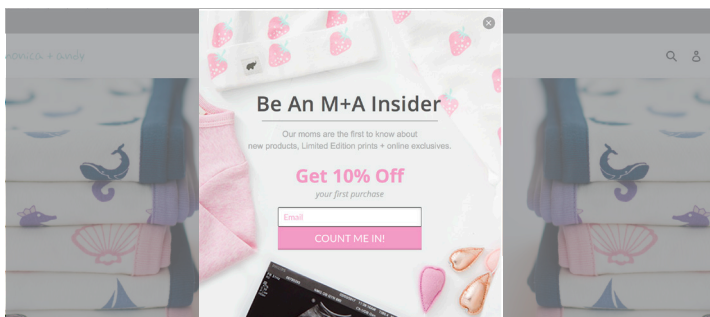 Be An M+A Insider
Our moms are the first to know about
new products, Limited Edition prints + online exclusives.
Get 10% Off
your first purchase
Email
COUNT ME IN!